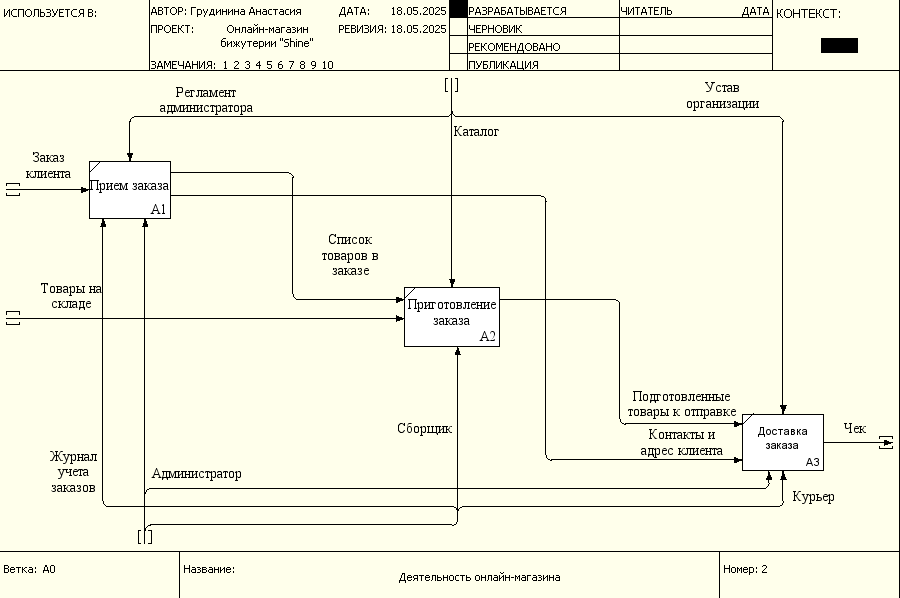 ИСПОЛЬЗУЕТСЯ В:
АВТОР: Грудинина Анастасия
ДАТА: 18.05.2025
ПРОЕКТ: Онлайн-магазин
бижутерии "Shine"
РЕВИЗИЯ: 18.05.2025
ЗАМЕЧАНИЯ: 1 2 3 4 5 6 7 8 9 10
РАЗРАБАТЫВАЕТСЯ
ЧЕРНОВИК
РЕКОМЕНДОВАНО
ПУБЛИКАЦИЯ
ЧИТАТЕЛЬ
ДАТА
КОНТЕКСТ:
Регламент
администратора
Устав
организации
Каталог
Заказ
клиента
Прием заказа
A1
Список
товаров в
заказе
Товары на
складе
Приготовление
заказа
A2
Подготовленные
товары к отправке
Сборщик
Контакты и
адрес клиента
Доставка
заказа
A3
Чек
Журнал
учета
заказов
Администратор
Курьер
Ветка: A0
Название:
Деятельность онлайн-магазина
Номер: 2